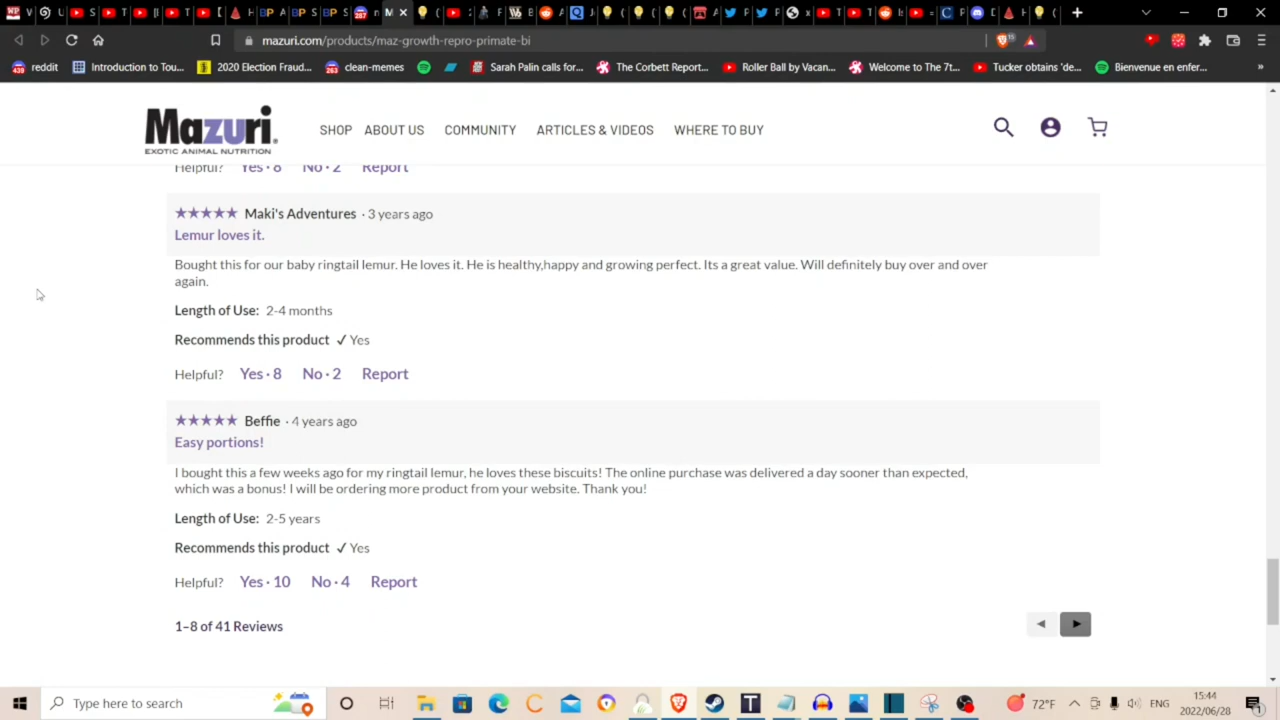 mazuri.com/products/maz-growth-repro-primate-bi
reddit
Introduction to Tou...
2020 Election Fraud...
clean-memes
Sarah Palin calls for...
The Corbett Report...
Roller Ball by Vacan...
Welcome to The 7t...
Tucker obtains 'de...
Bienvenue en enfer...
Mazuri
EXOTIC ANIMAL NUTRITION
SHOP
ABOUT US
COMMUNITY
ARTICLES & VIDEOS
WHERE TO BUY
Helpful? Yes · 8 No · 2 Report
★★★★★ Maki's Adventures · 3 years ago
Lemur loves it.
Bought this for our baby ringtail lemur. He loves it. He is healthy,happy and growing perfect. Its a great value. Will definitely buy over and over
again.
Length of Use: 2-4 months
Recommends this product ✓ Yes
Helpful? Yes · 8 No · 2 Report
★★★★★ Beffie · 4 years ago
Easy portions!
I bought this a few weeks ago for my ringtail lemur, he loves these biscuits! The online purchase was delivered a day sooner than expected,
which was a bonus! I will be ordering more product from your website. Thank you!
Length of Use: 2-5 years
Recommends this product ✓ Yes
Helpful? Yes · 10 No · 4 Report
1–8 of 41 Reviews
Type here to search
72°F
15:44
2022/06/28